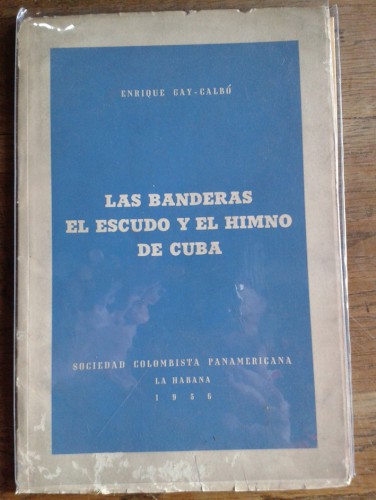 ENRIQUE GAY-CALBÓ
LAS BANDERAS
EL ESCUDO Y EL HIMNO
DE CUBA
SOCIEDAD COLOMBISTA PANAMERICANA
LA HABANA
1956